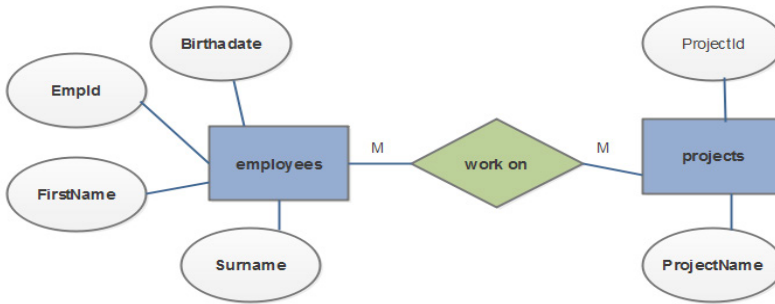 Birthadate
ProjectId
EmpId
M
M
employees
work on
projects
FirstName
Surname
ProjectName